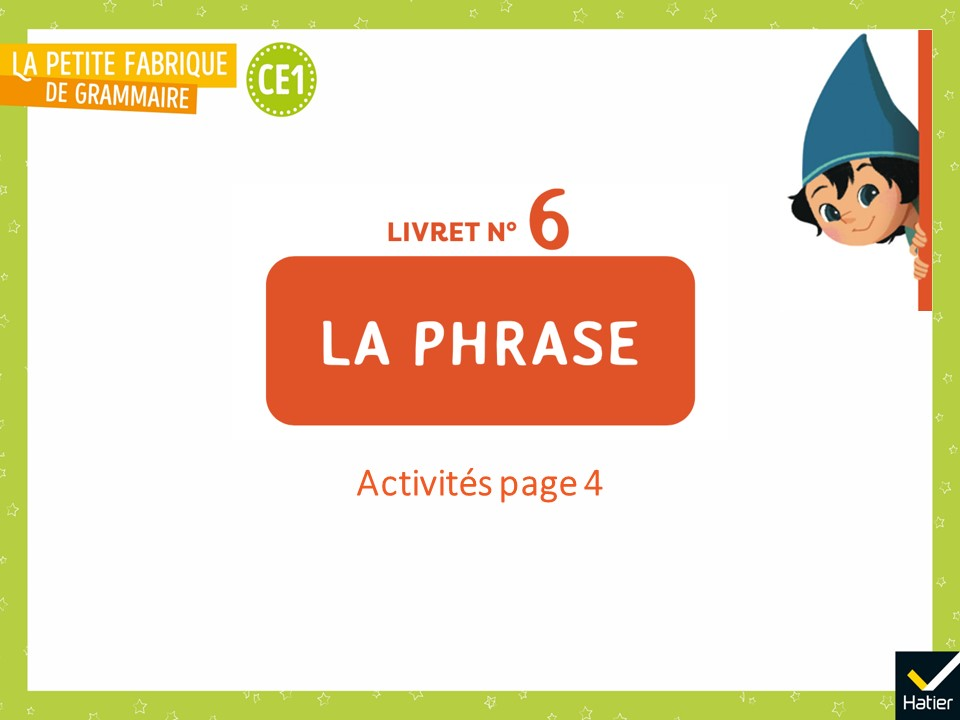 LA PETITE FABRIQUE
DE GRAMMAIRE
CE1
LIVRET N° 6
LA PHRASE
Activités page 4
Hatier